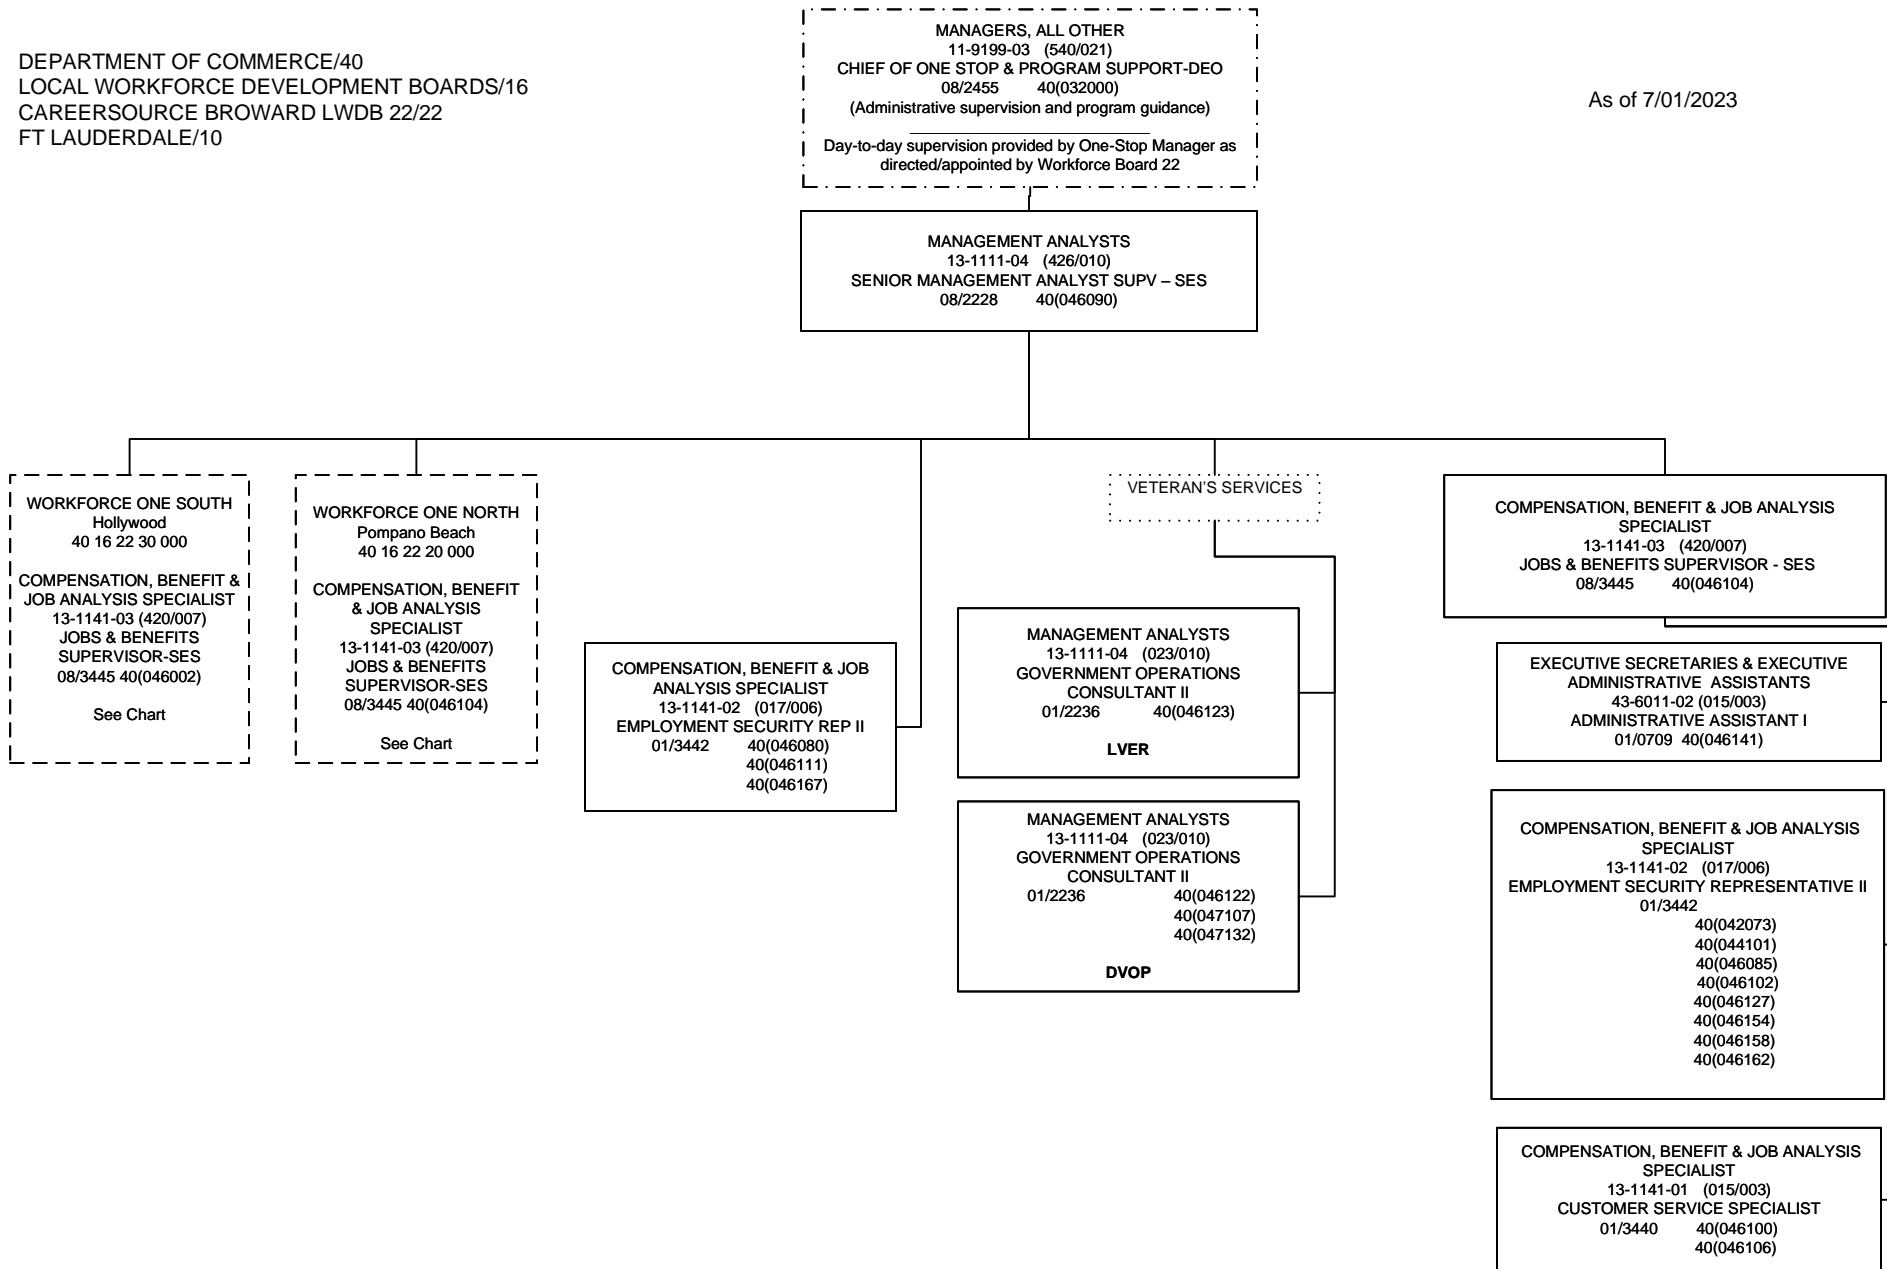 DEPARTMENT OF COMMERCE/40
LOCAL WORKFORCE DEVELOPMENT BOARDS/16
CAREERSOURCE BROWARD LWDB 22/22
FT LAUDERDALE/10
MANAGERS, ALL OTHER
11-9199-03 (540/021)
CHIEF OF ONE STOP & PROGRAM SUPPORT-DEO
08/2455 40(032000)
(Administrative supervision and program guidance)
Day-to-day supervision provided by One-Stop Manager as
directed/appointed by Workforce Board 22
As of 7/01/2023
MANAGEMENT ANALYSTS
13-1111-04 (426/010)
SENIOR MANAGEMENT ANALYST SUPV – SES
08/2228 40(046090)
WORKFORCE ONE SOUTH
Hollywood
40 16 22 30 000
COMPENSATION, BENEFIT &
JOB ANALYSIS SPECIALIST
13-1141-03 (420/007)
JOBS & BENEFITS
SUPERVISOR-SES
08/3445 40(046002)
See Chart
WORKFORCE ONE NORTH
Pompano Beach
40 16 22 20 000
COMPENSATION, BENEFIT
& JOB ANALYSIS
SPECIALIST
13-1141-03 (420/007)
JOBS & BENEFITS
SUPERVISOR-SES
08/3445 40(046104)
See Chart
COMPENSATION, BENEFIT & JOB
ANALYSIS SPECIALIST
13-1141-02 (017/006)
EMPLOYMENT SECURITY REP II
01/3442 40(046080)
40(046111)
40(046167)
VETERAN'S SERVICES
MANAGEMENT ANALYSTS
13-1111-04 (023/010)
GOVERNMENT OPERATIONS
CONSULTANT II
01/2236 40(046123)
LVER
MANAGEMENT ANALYSTS
13-1111-04 (023/010)
GOVERNMENT OPERATIONS
CONSULTANT II
01/2236 40(046122)
40(047107)
40(047132)
DVOP
COMPENSATION, BENEFIT & JOB ANALYSIS
SPECIALIST
13-1141-03 (420/007)
JOBS & BENEFITS SUPERVISOR - SES
08/3445 40(046104)
EXECUTIVE SECRETARIES & EXECUTIVE
ADMINISTRATIVE ASSISTANTS
43-6011-02 (015/003)
ADMINISTRATIVE ASSISTANT I
01/0709 40(046141)
COMPENSATION, BENEFIT & JOB ANALYSIS
SPECIALIST
13-1141-02 (017/006)
EMPLOYMENT SECURITY REPRESENTATIVE II
01/3442
40(042073)
40(044101)
40(046085)
40(046102)
40(046127)
40(046154)
40(046158)
40(046162)
COMPENSATION, BENEFIT & JOB ANALYSIS
SPECIALIST
13-1141-01 (015/003)
CUSTOMER SERVICE SPECIALIST
01/3440 40(046100)
40(046106)